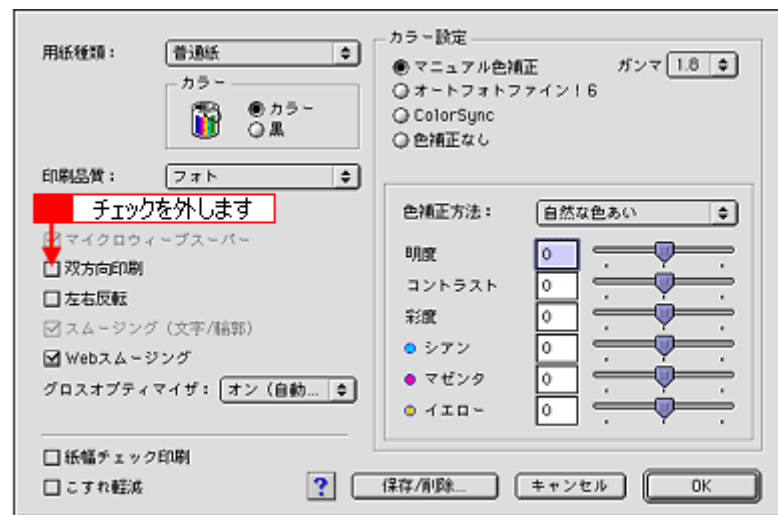 用紙種類：
普通紙
カラー
カラー
黒
印刷品質：
フォト
チェックを外します
マイクロウィーブスーパー
双方向印刷
左右反転
スムージング（文字/輪郭）
Webスムージング
グロスオプティマイザ：
オン（自動...
紙幅チェック印刷
こすれ軽減
カラー設定
マニュアル色補正
ガンマ
1.8
オートフォトファイン！6
ColorSync
色補正なし
色補正方法：
自然な色あい
明度
0
コントラスト
0
彩度
0
シアン
0
マゼンタ
0
イエロー
0
?
保存/削除...
キャンセル
OK